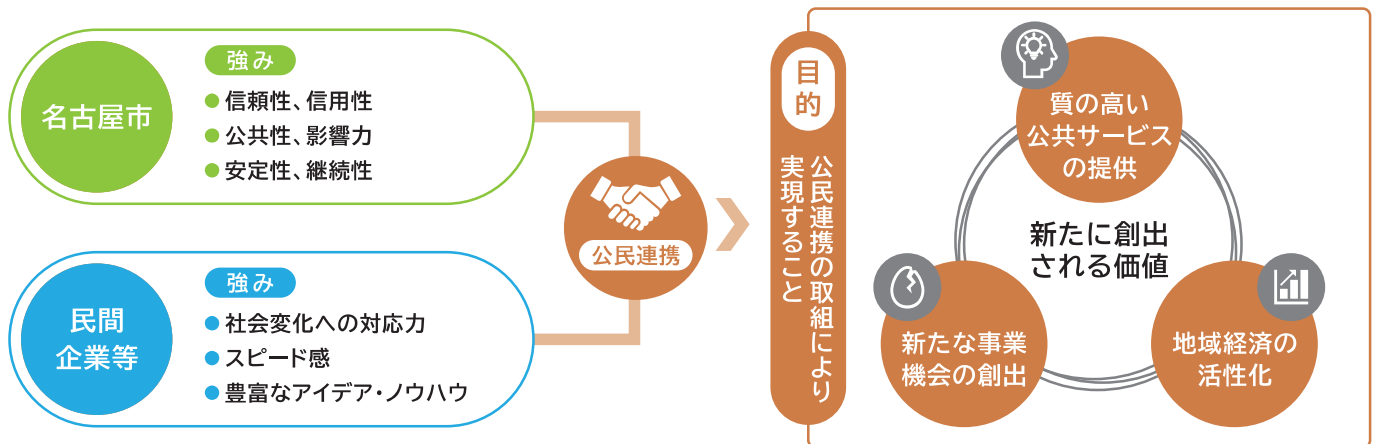 名古屋市
強み
● 信頼性、信用性
● 公共性、影響力
● 安定性、継続性
民間
企業等
強み
● 社会変化への対応力
● スピード感
● 豊富なアイデア・ノウハウ
公民連携
目的
公民連携の取組により
実現すること
質の高い
公共サービス
の提供
新たに創出
される価値
新たな事業
機会の創出
地域経済の
活性化